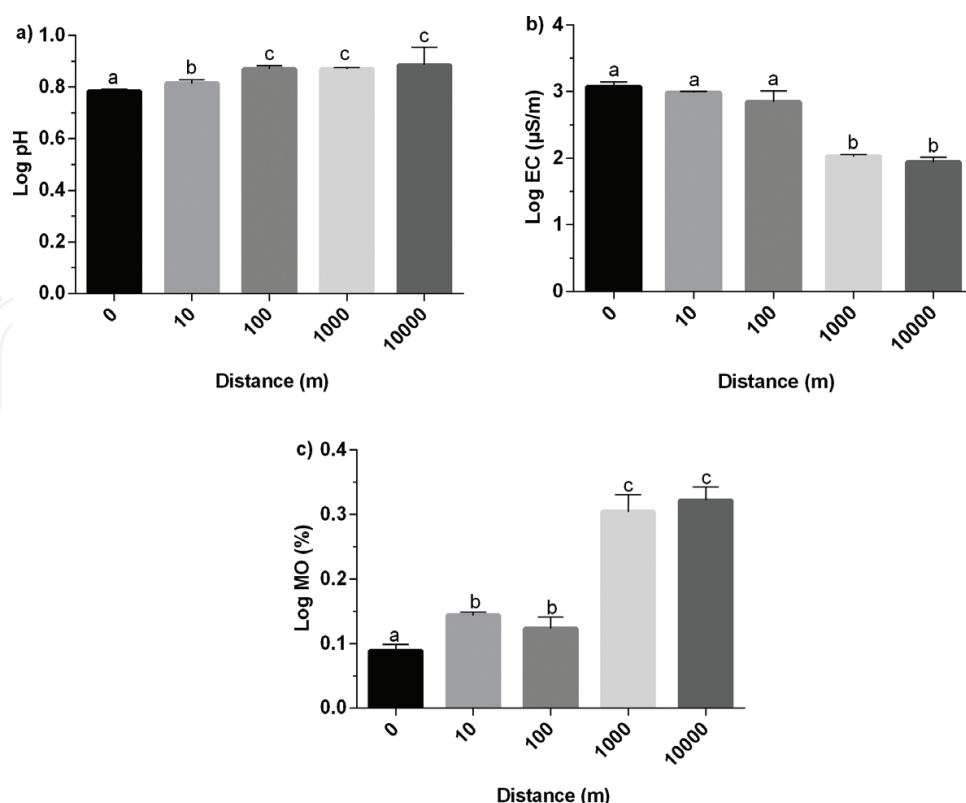 a)
Log pH
1.0
0.8
0.6
0.4
0.2
0.0
a b c c c
0 10 100 1000 10000
Distance (m)
b)
Log EC (µS/m)
4
3
2
1
0
a a a b b
0 10 100 1000 10000
Distance (m)
c)
Log MO (%)
0.4
0.3
0.2
0.1
0.0
a b b c c
0 10 100 1000 10000
Distance (m)